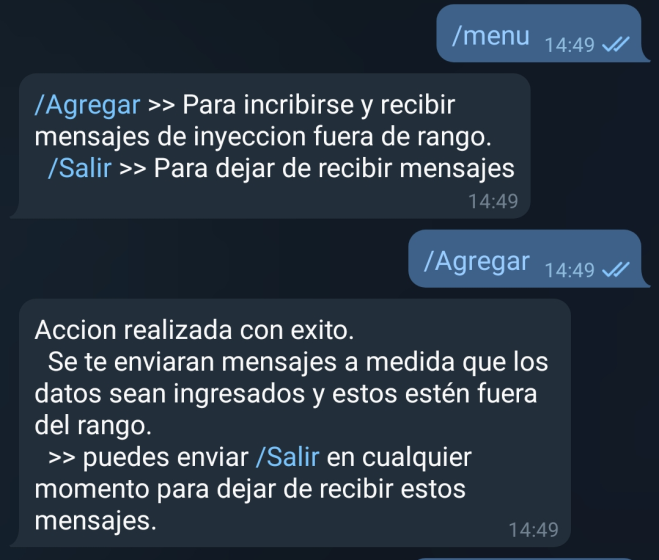 /menu 14:49
/Agregar >> Para incribirse y recibir
mensajes de inyeccion fuera de rango.
/Salir >> Para dejar de recibir mensajes
14:49
/Agregar 14:49
Accion realizada con exito.
Se te enviaran mensajes a medida que los
datos sean ingresados y estos estén fuera
del rango.
>> puedes enviar /Salir en cualquier
momento para dejar de recibir estos
mensajes.
14:49